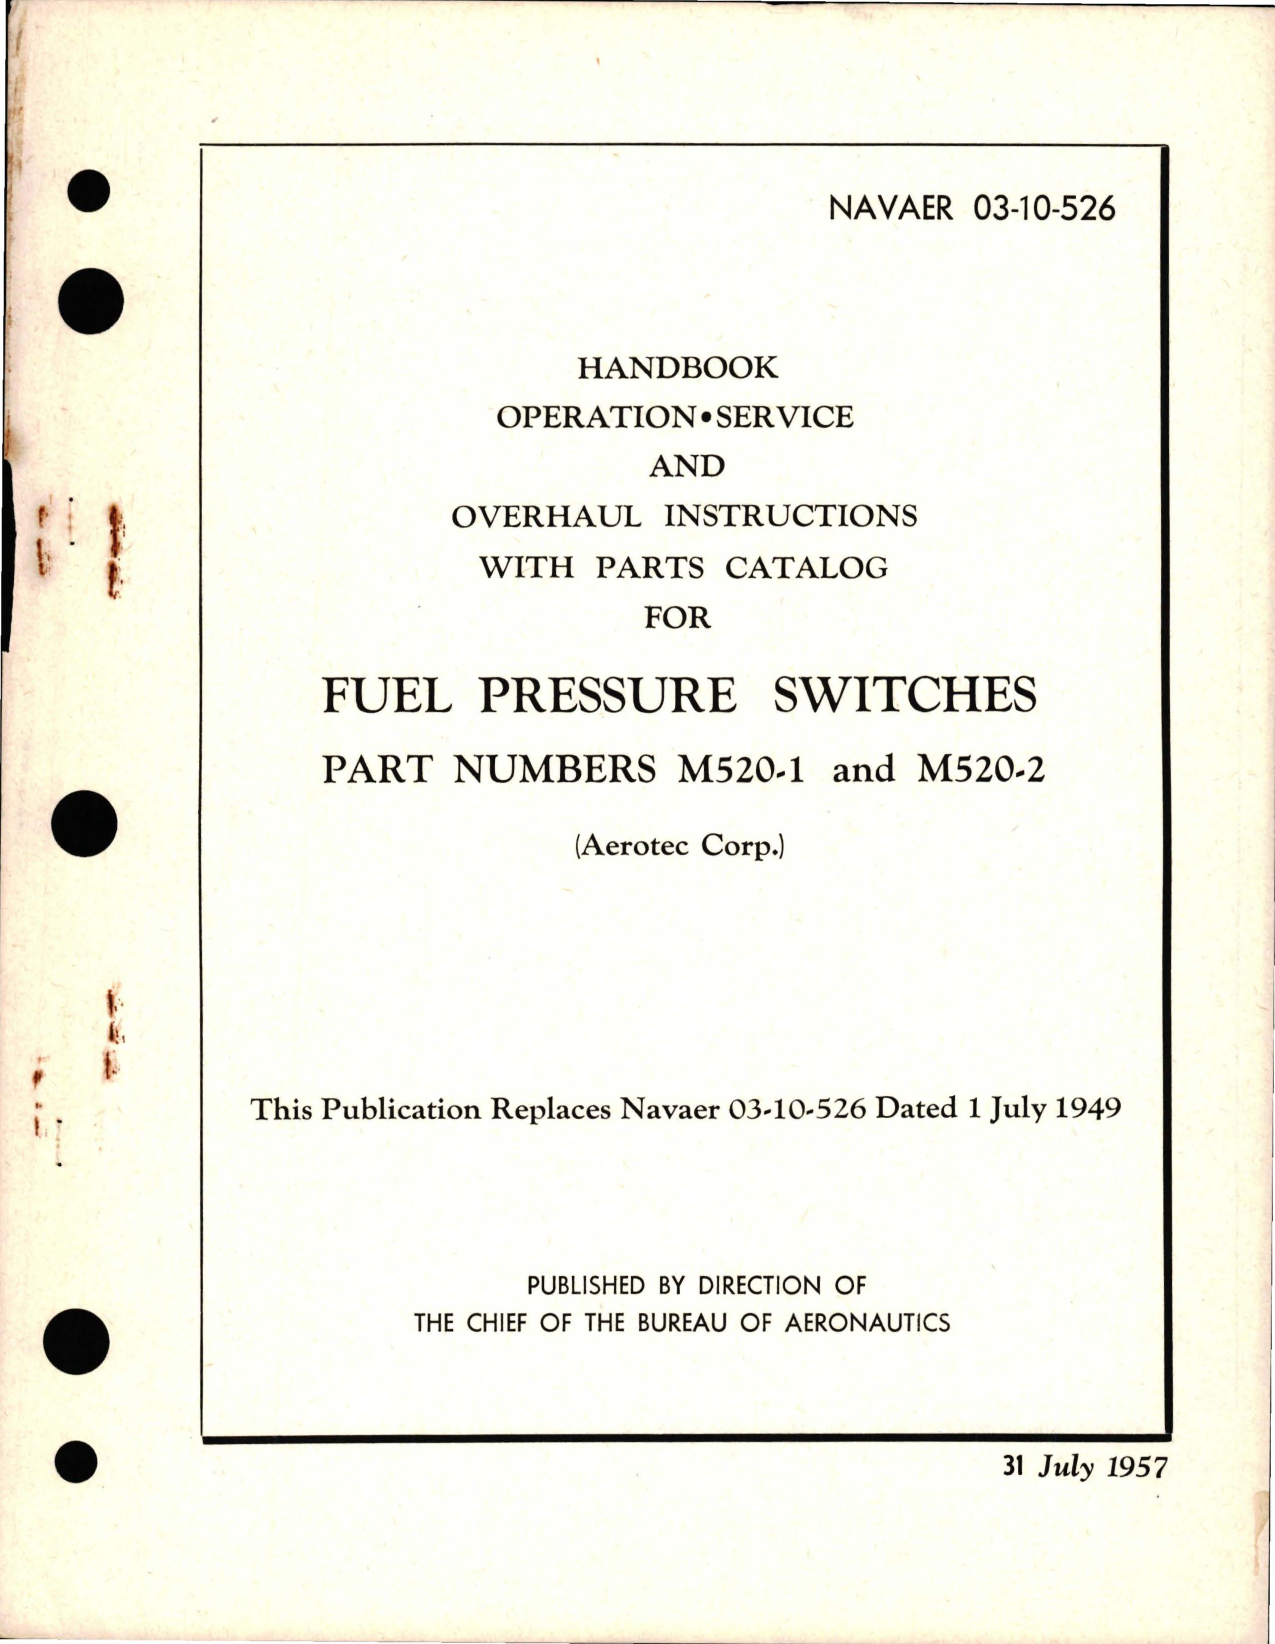 NAVAER 03-10-526
HANDBOOK
OPERATION•SERVICE
AND
OVERHAUL INSTRUCTIONS
WITH PARTS CATALOG
FOR
FUEL PRESSURE SWITCHES
PART NUMBERS M520-1 and M520-2
(Aerotec Corp.)
This Publication Replaces Navaer 03-10-526 Dated 1 July 1949
PUBLISHED BY DIRECTION OF
THE CHIEF OF THE BUREAU OF AERONAUTICS
31 July 1957